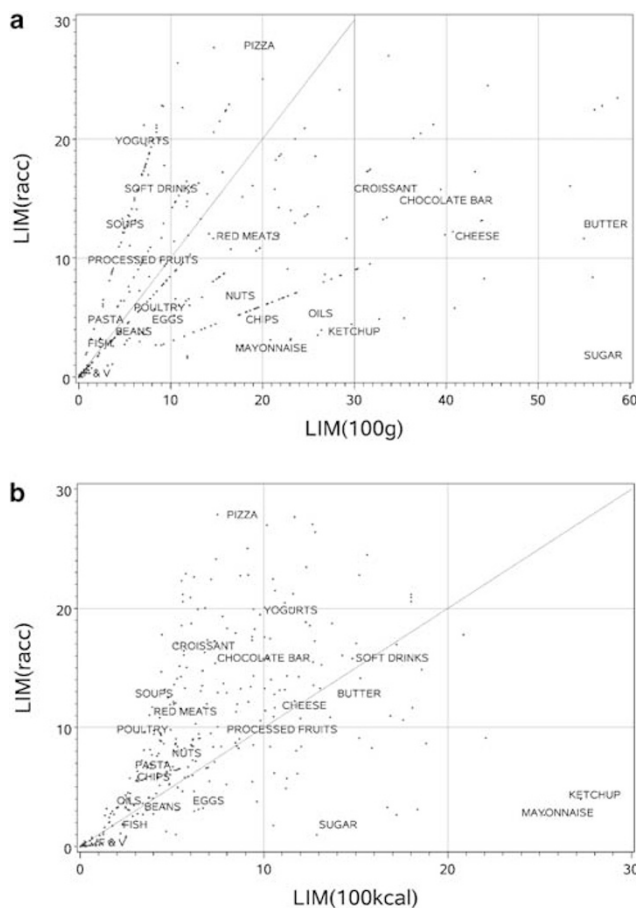 a
30
PIZZA
20
YOGURTS
SOFT DRINKS
CROISSANT
CHOCOLATE BAR
SOUPS
BUTTER
RED MEATS
CHEESE
10
PROCESSED FRUITS
NUTS
POULTRY
OILS
PASTA
EGGS
CHIPS
BEANS
KETCHUP
FISH
MAYONNAISE
SUGAR
& V
0
LIM(racc)
0 10 20 30 40 50 60
LIM(100g)
b
30
PIZZA
20
YOGURTS
CROISSANT
CHOCOLATE BAR
SOFT DRINKS
SOUPS
BUTTER
CHEESE
RED MEATS
10
POULTRY
PROCESSED FRUITS
NUTS
PASTA
CHIPS
KETCHUP
OILS
BEANS
EGGS
MAYONNAISE
FISH
SUGAR
F & V
0
LIM(racc)
0 10 20 30
LIM(100kcal)